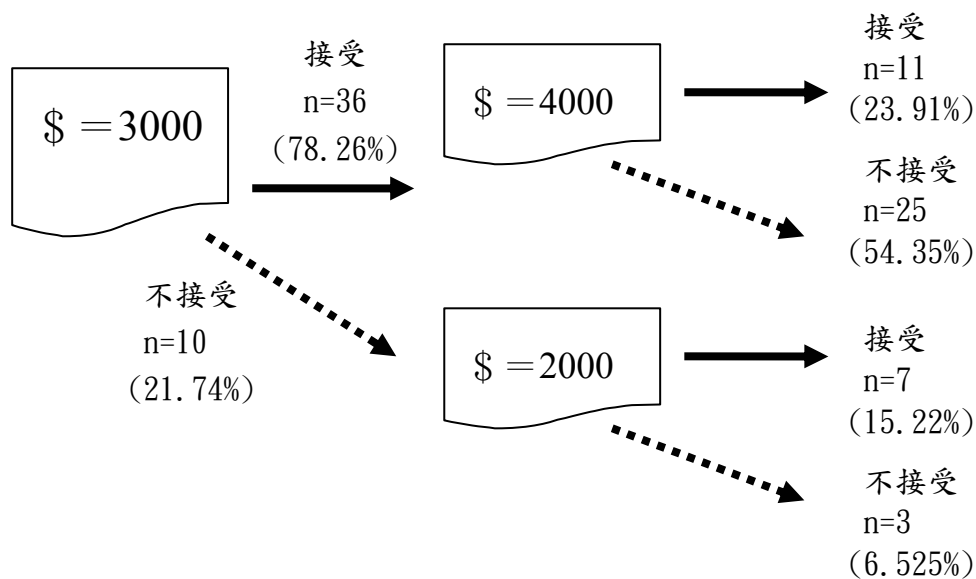 $＝3000
接受
n=36
(78.26%)
不接受
n=10
(21.74%)
$＝4000
接受
n=11
(23.91%)
不接受
n=25
(54.35%)
$＝2000
接受
n=7
(15.22%)
不接受
n=3
(6.525%)